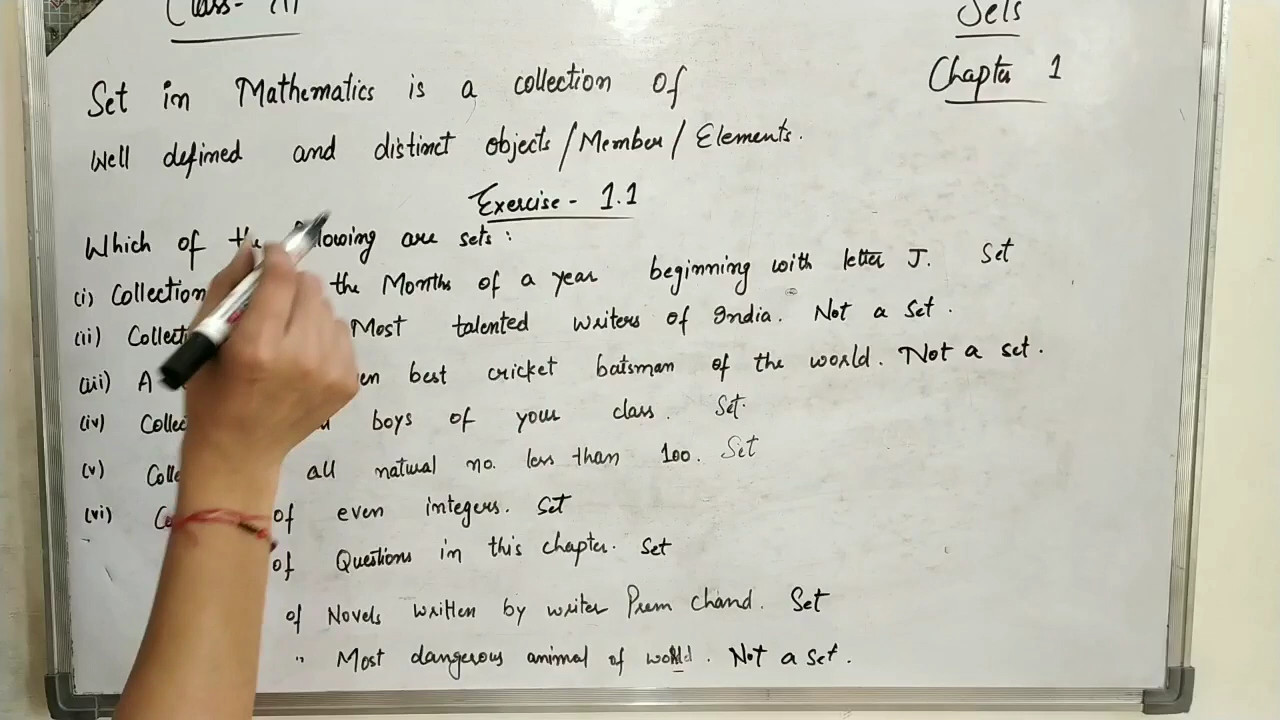 Class- 
Sets
Chapter 1
Set in Mathematics is a collection of
Well defined and distinct objects/Member/Elements.
Exercise - 1.1
Which of the following are sets:
(i) Collection the Months of a year beginning with letter J. Set
(ii) Collecti Most talented writers of India. Not a set.
(iii) A en best cricket batsman of the world. Not a set.
(iv) Collec boys of your class. Set.
(v) Colle all natural no. less than 100. Set
(vi) Co of even integers. Set
of Questions in this chapter. Set
of Novels written by writer Prem Chand. Set
" Most dangerous animal of world. Not a set.